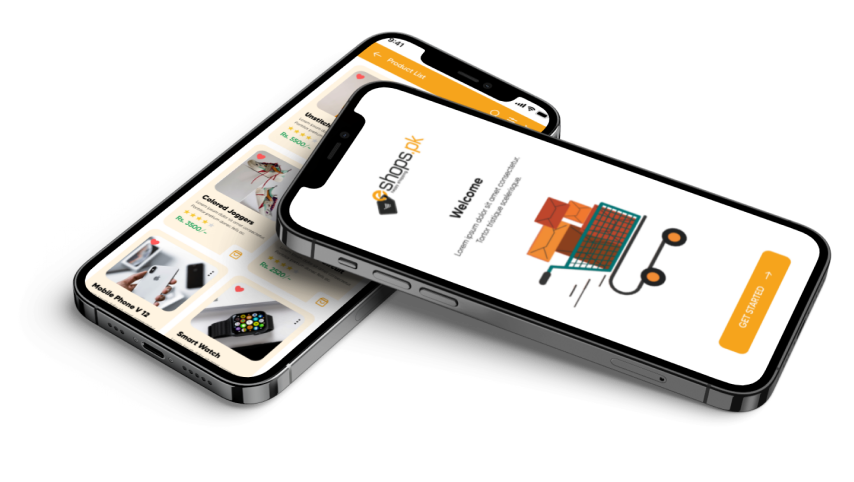 9:41
Product List
Unstitch
Rs. 5500/-
Colored Joggers
Rs. 3500/-
Rs. 2120/-
Mobile Phone V 12
Smart Watch
eshops.pk
Welcome
Lorem ipsum dolor sit amet consectetur.
Tortor tristique scelerisque.
GET STARTED →